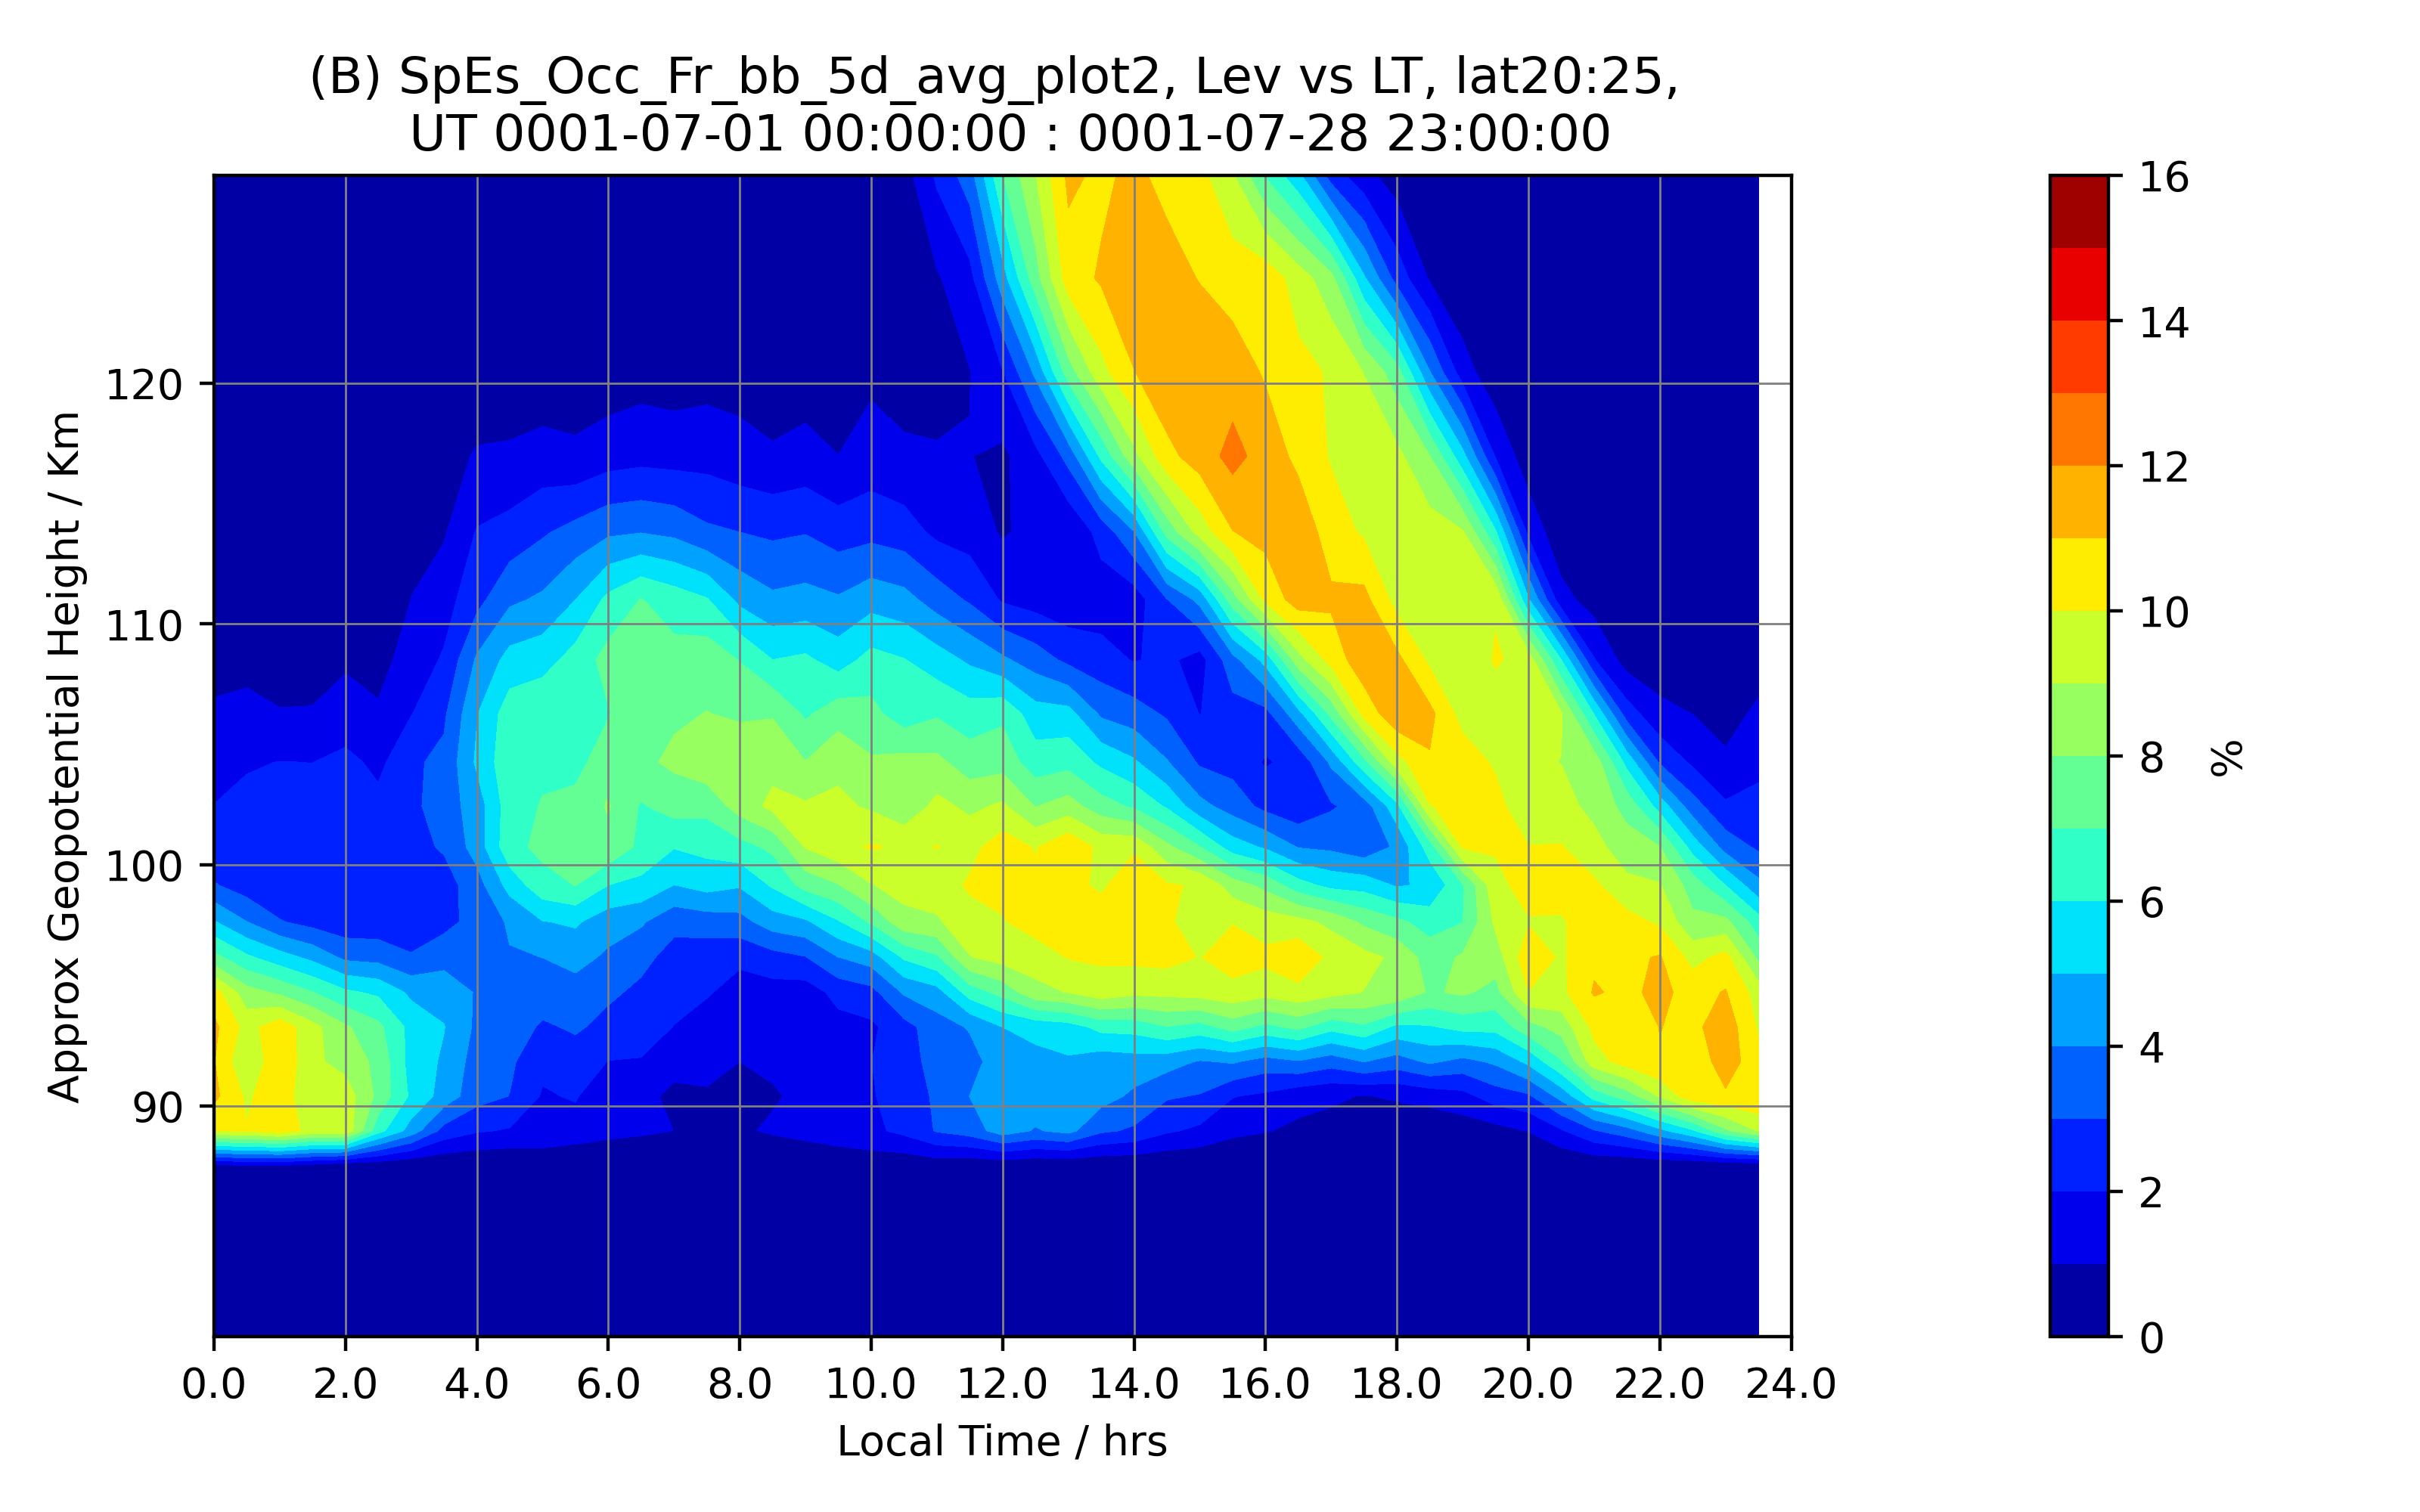 (B) SpEs_Occ_Fr_bb_5d_avg_plot2, Lev vs LT, lat20:25,
UT 0001-07-01 00:00:00 : 0001-07-28 23:00:00
Approx Geopotential Height / Km
120
110
100
90
0.0 2.0 4.0 6.0 8.0 10.0 12.0 14.0 16.0 18.0 20.0 22.0 24.0
Local Time / hrs
16
14
12
10
8
6
4
2
0
%